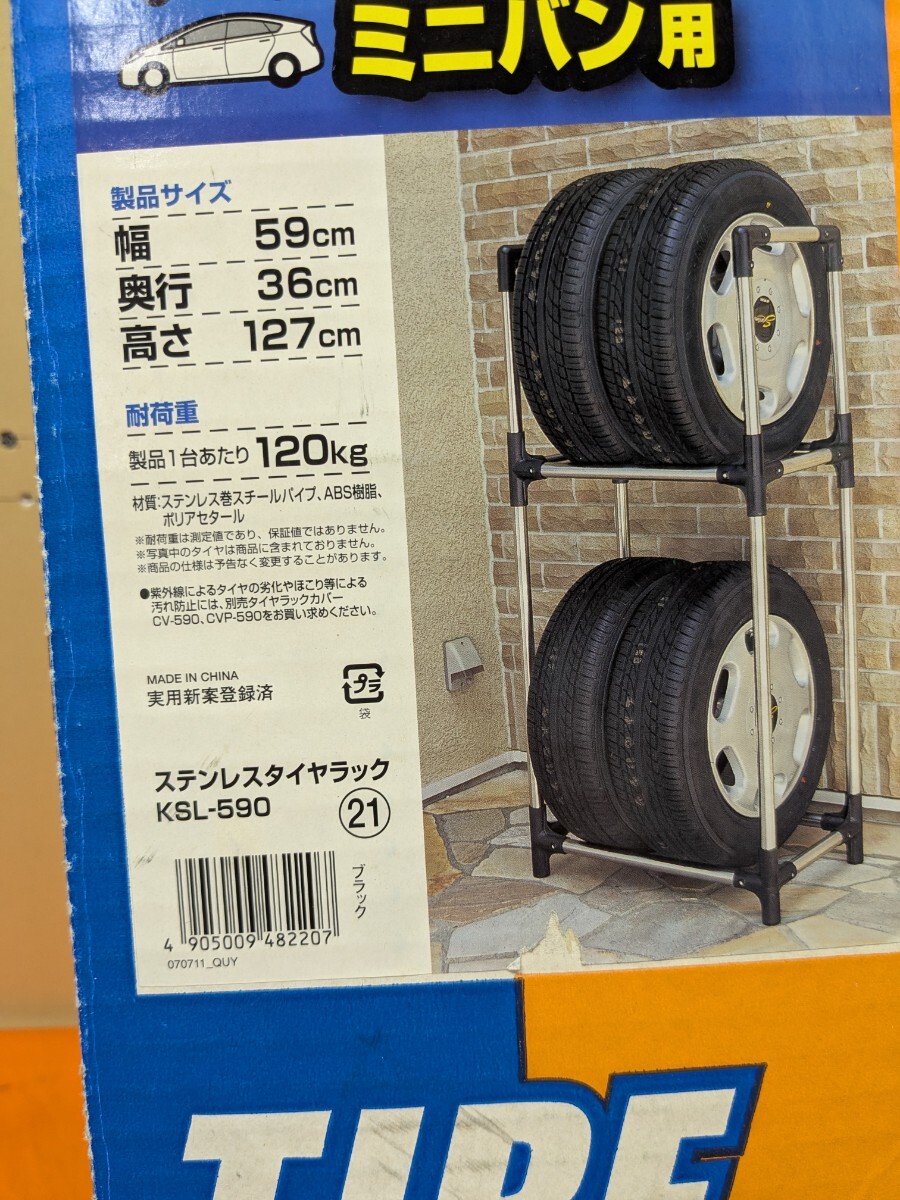 ミニバン用
製品サイズ
幅 59cm
奥行 36cm
高さ 127cm
耐荷重
製品1台あたり 120kg
材質:ステンレス巻スチールパイプ、ABS樹脂、
ポリアセタール
※耐荷重は測定値であり、保証値ではありません。
※写真中のタイヤは商品に含まれておりません。
※商品の仕様は予告なく変更することがあります。
●紫外線によるタイヤの劣化やほこり等による
汚れ防止には、別売タイヤラックカバー
CV-590、CVP-590をお買い求めください。
MADE IN CHINA
実用新案登録済
プラ
袋
ステンレスタイヤラック
KSL-590
21
ブラック
4 905009 482207
070711_QUY
TIRE